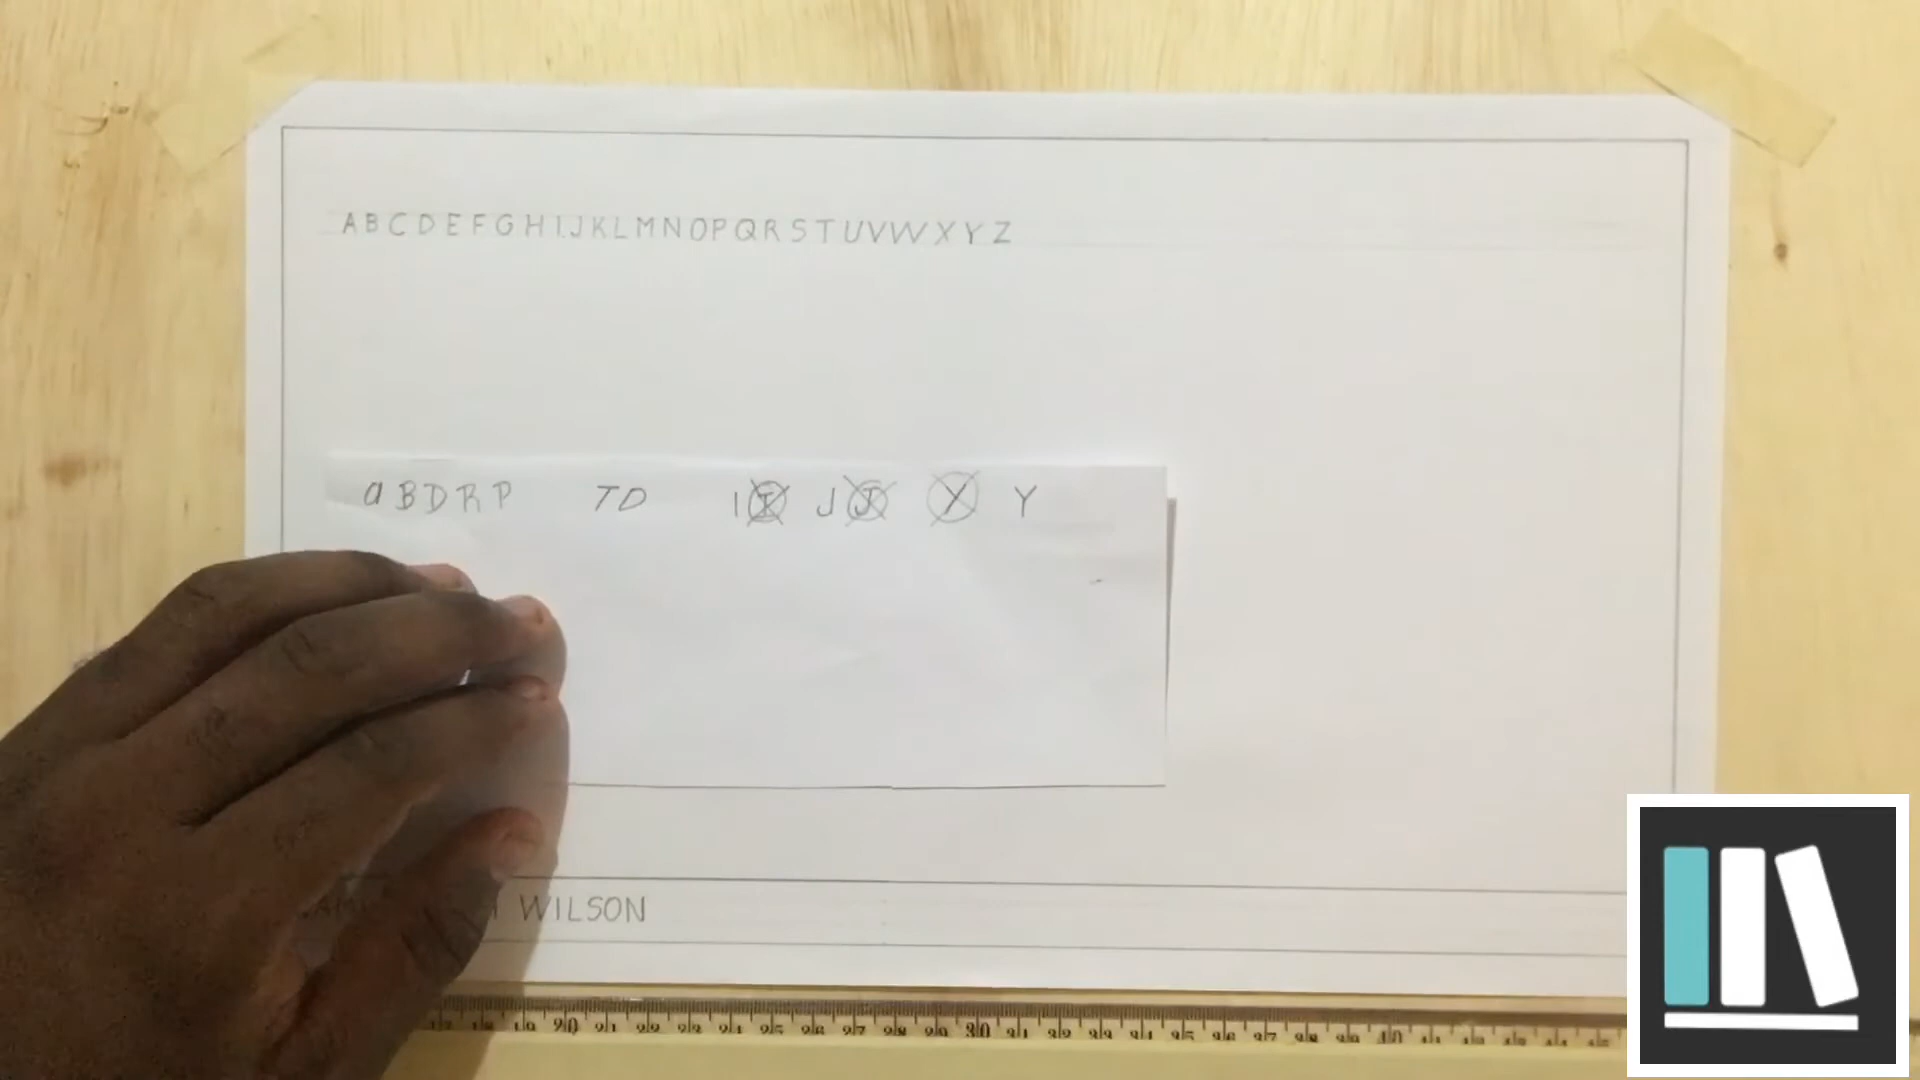 ABCDEFGHIJKLMNOPQRSTUVWXYZ
a B D R P TD I I J J Y Y
WILSON